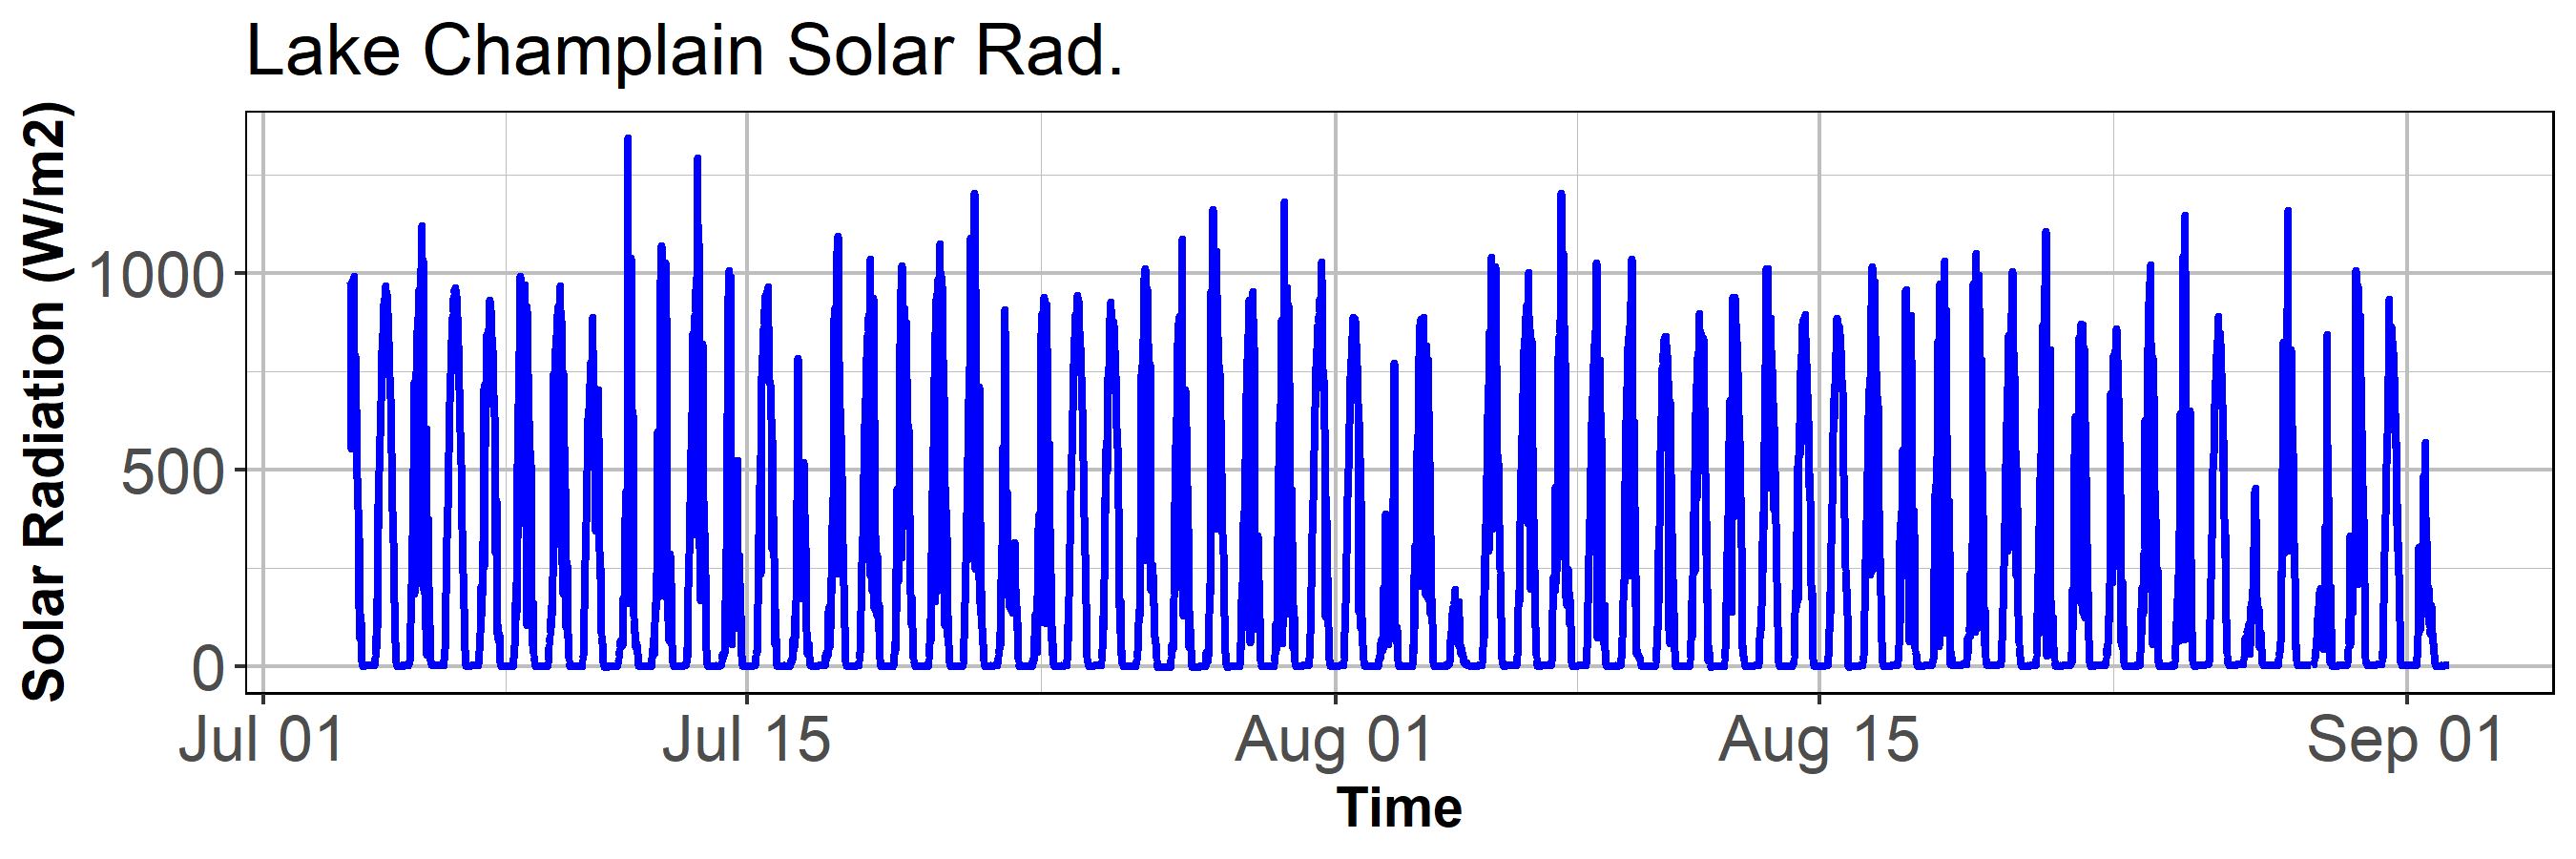 Lake Champlain Solar Rad.
Solar Radiation (W/m2)
1000
500
0
Jul 01
Jul 15
Aug 01
Aug 15
Sep 01
Time